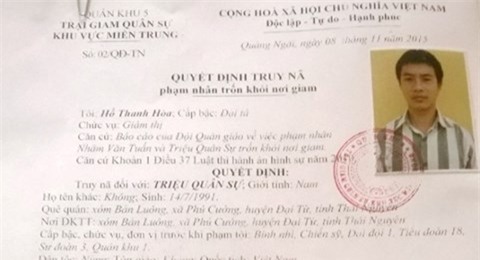 QUÂN KHU 5
TRẠI GIAM QUÂN SỰ
KHU VỰC MIỀN TRUNG
Số: 02/QĐ-TN
CỘNG HOÀ XÃ HỘI CHỦ NGHĨA VIỆT NAM
Độc lập - Tự do - Hạnh phúc
Quảng Ngãi, ngày 08 tháng 11 năm 2015
QUYẾT ĐỊNH TRUY NÃ
phạm nhân trốn khỏi nơi giam
Tôi: Hồ Thanh Hòa; Cấp bậc: Đại tá
Chức vụ: Giám thị
Căn cứ: Báo cáo của Đội Quản giáo về việc phạm nhân
Nhâm Văn Tuấn và Triệu Quân Sự trốn khỏi nơi giam.
Căn cứ Khoản 1 Điều 37 Luật thi hành án hình sự năm
QUYẾT ĐỊNH:
Truy nã đối với: TRIỆU QUÂN SỰ; Giới tính: Nam
Họ tên khác: Không; Sinh: 14/7/1991.
Quê quán: xóm Bàn Luông, xã Phú Cường, huyện Đại Từ, tỉnh Thái Nguyên
Nơi ĐKTT: xóm Bàn Luông, xã Phú Cường, huyện Đại Từ, tỉnh Thái Nguyên
Cấp bậc, chức vụ, đơn vị trước khi phạm tội: Binh nhì, Chiến sỹ, Đại đội 1, Tiểu đoàn 18,
Sư đoàn 3, Quân khu 1.